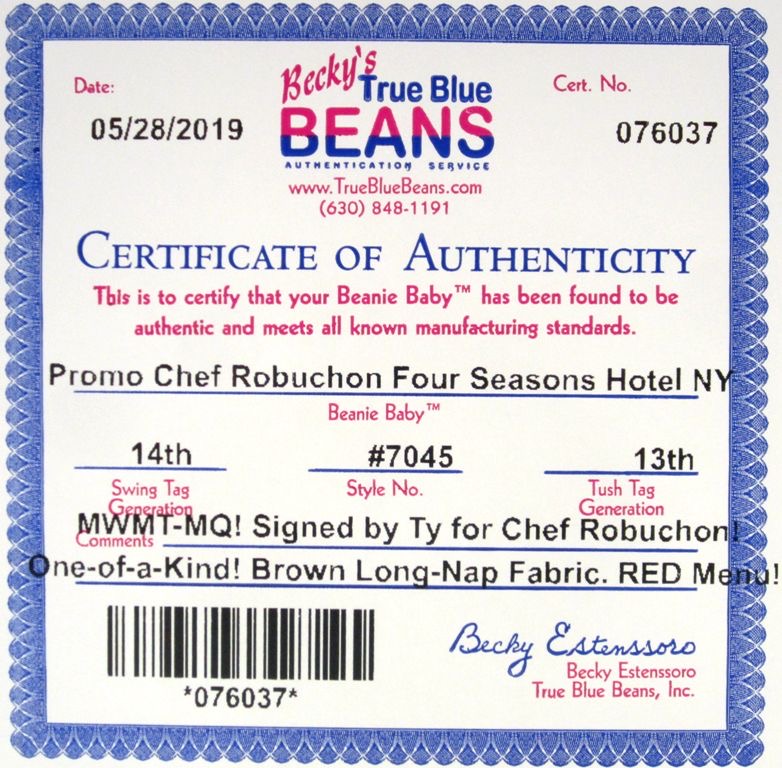 Becky's
True Blue
Date:
Cert. No.
BEANS
05/28/2019
076037
AUTHENTICATION SERVICE
www.TrueBlueBeans.com
(630) 848-1191
CERTIFICATE OF AUTHENTICITY
This is to certify that your Beanie Baby™ has been found to be
authentic and meets all known manufacturing standards.
Promo Chef Robuchon Four Seasons Hotel NY
Beanie Baby™
14th #7045 13th
Swing Tag Style No. Tush Tag
Generation Generation
MWMT-MQ! Signed by Ty for Chef Robuchon!
Comments
One-of-a-Kind! Brown Long-Nap Fabric. RED Menu!
Becky Estenssoro
Becky Estenssoro
*076037* True Blue Beans, Inc.